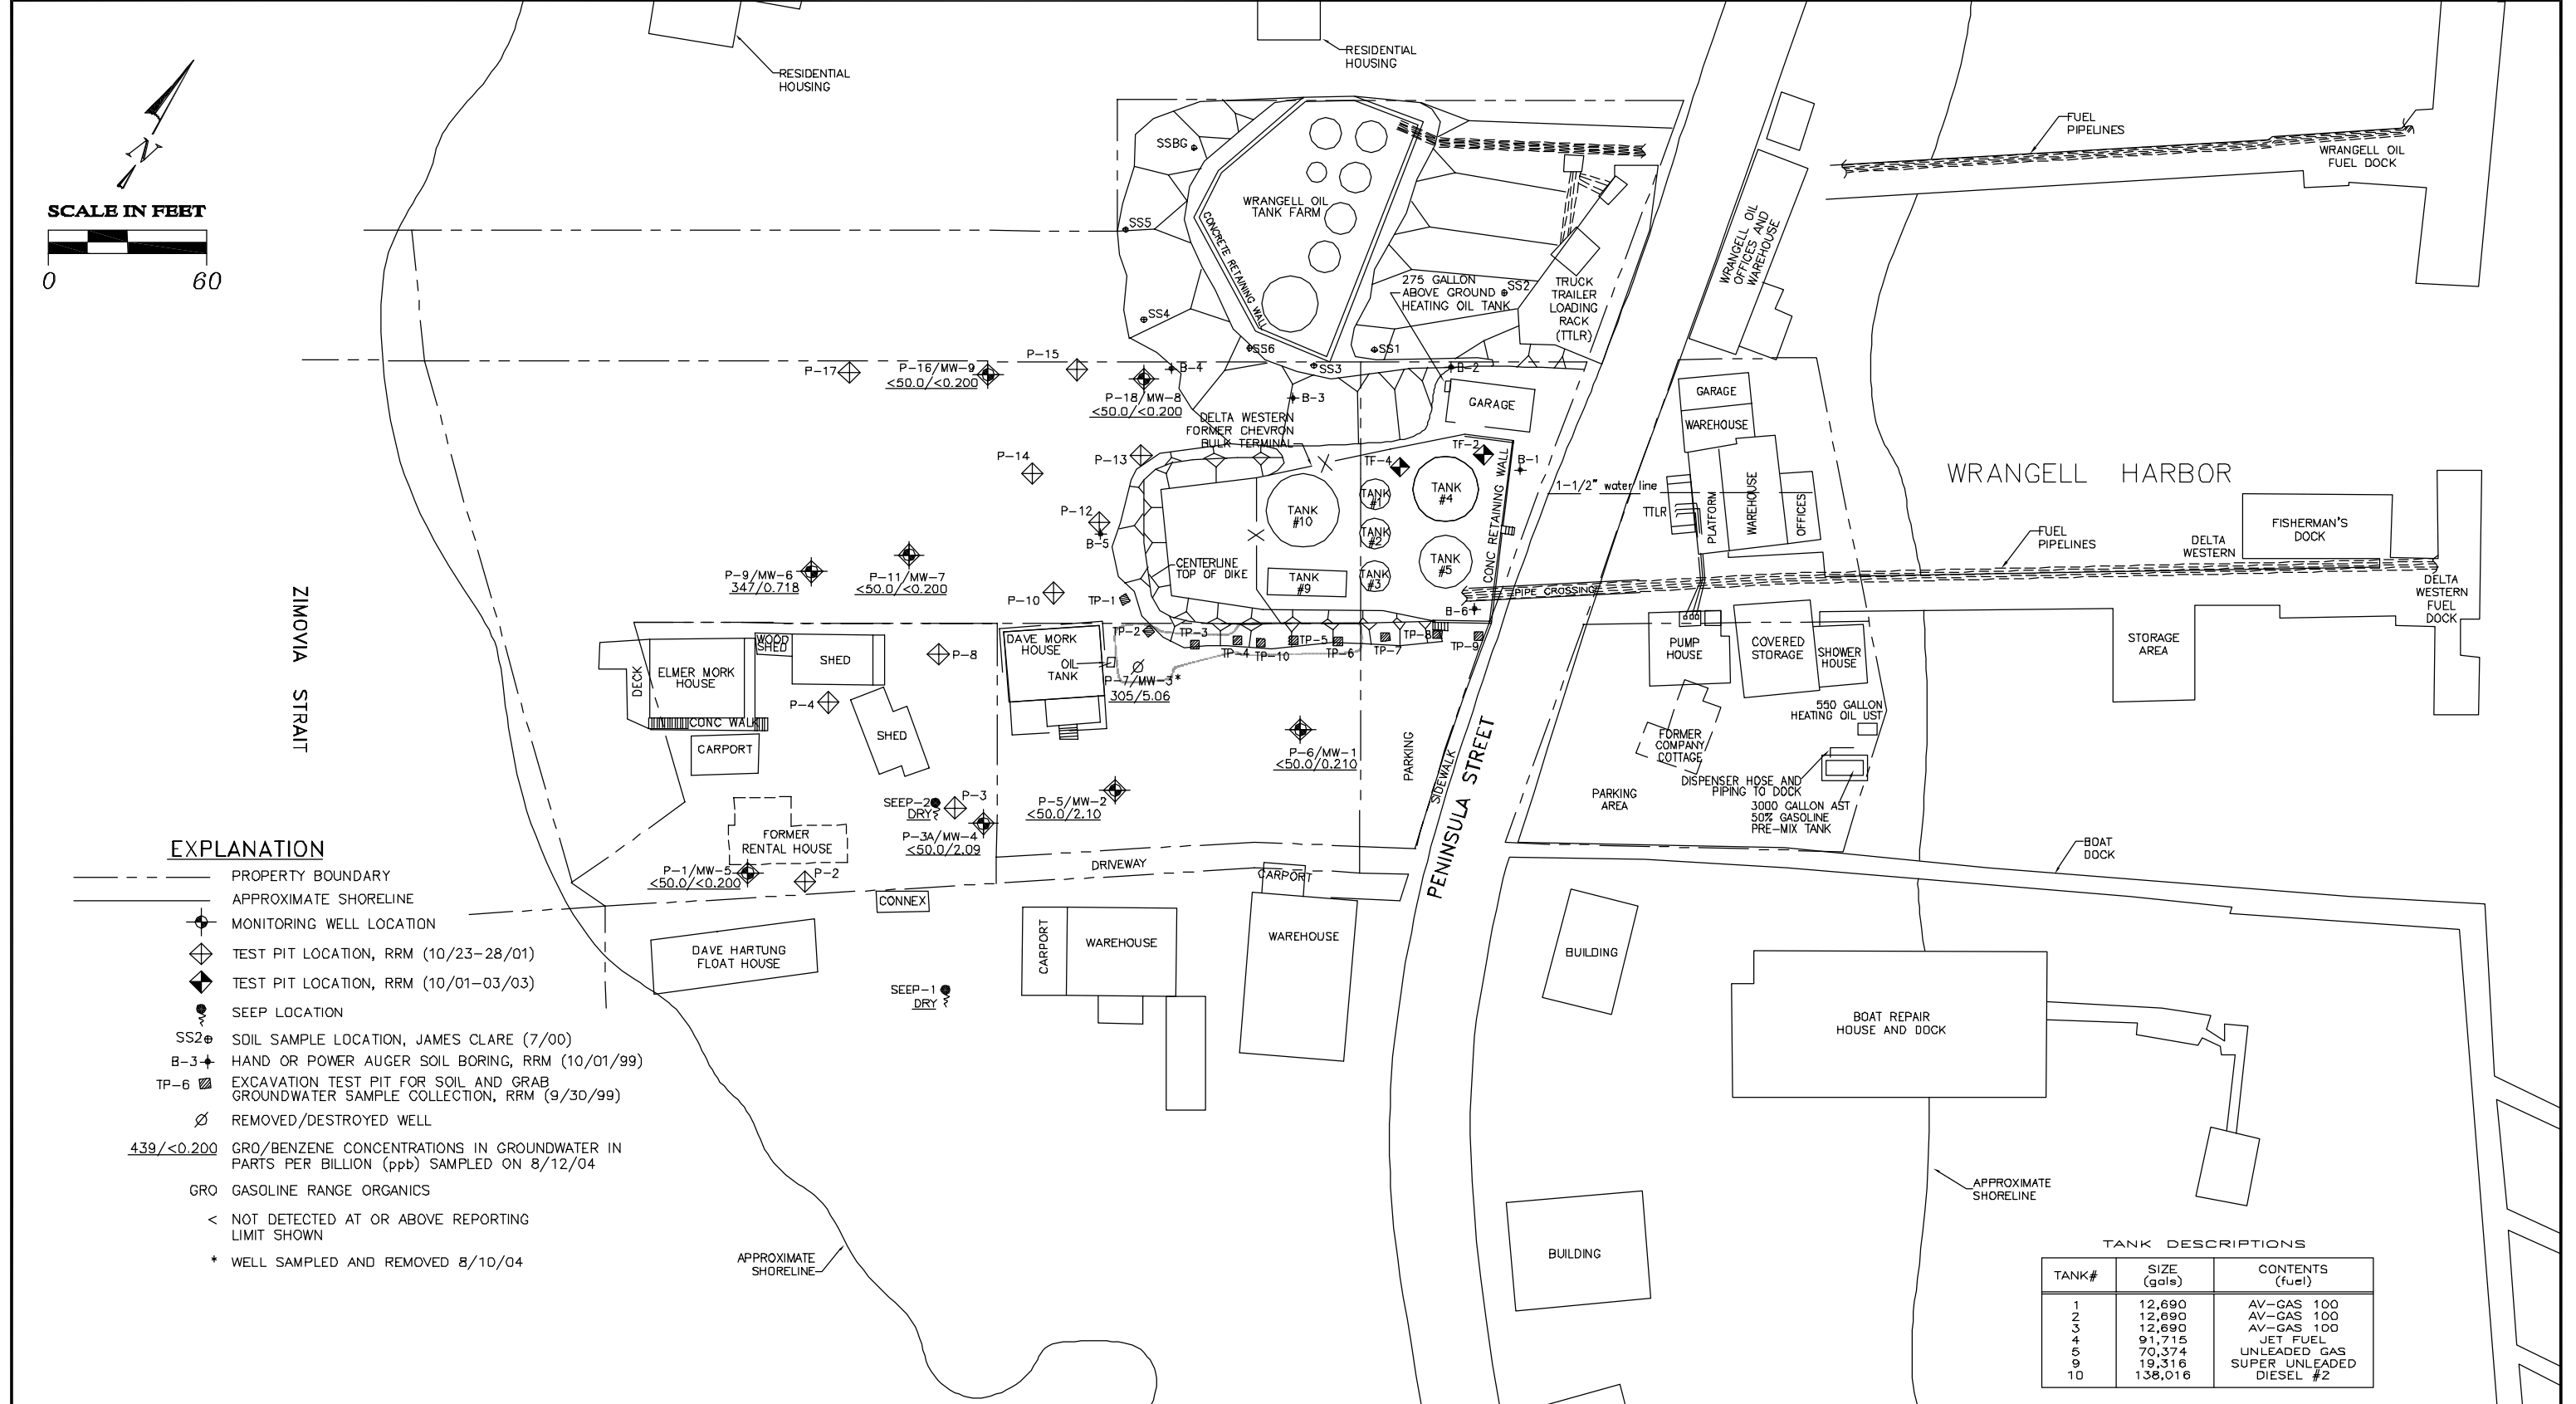 RESIDENTIAL
HOUSING
RESIDENTIAL
HOUSING
N
SCALE IN FEET
0
60
FUEL
PIPELINES
WRANGELL OIL
FUEL DOCK
SSBG
WRANGELL OIL
TANK FARM
CONCRETE RETAINING WALL
SS5
SS4
SS6
SS3
SS1
SS2
275 GALLON
ABOVE GROUND
HEATING OIL TANK
TRUCK
TRAILER
LOADING
RACK
(TTLR)
WRANGELL OIL
OFFICES AND
WAREHOUSE
P-17
P-16/MW-9
<50.0/<0.200
P-15
B-4
P-18/MW-8
<50.0/<0.200
B-3
B-2
GARAGE
DELTA WESTERN
FORMER CHEVRON
BULK TERMINAL
P-14
P-13
TF-4
TF-2
B-1
TANK
#10
TANK
#1
TANK
#2
TANK
#3
TANK
#4
TANK
#5
TANK
#9
CENTERLINE
TOP OF DIKE
CONC RETAINING WALL
PIPE CROSSING
B-6
1-1/2" water line
TTLR
GARAGE
WAREHOUSE
PLATFORM
WAREHOUSE
OFFICES
WRANGELL HARBOR
FISHERMAN'S
DOCK
FUEL
PIPELINES
DELTA
WESTERN
DELTA
WESTERN
FUEL
DOCK
STORAGE
AREA
P-12
B-5
P-9/MW-6
347/0.718
P-11/MW-7
<50.0/<0.200
P-10
TP-1
TP-2
TP-3
TP-4
TP-10
TP-5
TP-6
TP-7
TP-8
TP-9
ZIMOVIA STRAIT
DECK
ELMER MORK
HOUSE
WOOD
SHED
SHED
P-8
DAVE MORK
HOUSE
OIL
TANK
P-7/MW-3*
305/5.06
P-4
SHED
CONC WALK
CARPORT
P-6/MW-1
<50.0/0.210
PARKING
SIDEWALK
PENINSULA STREET
PUMP
HOUSE
COVERED
STORAGE
SHOWER
HOUSE
FORMER
COMPANY
COTTAGE
550 GALLON
HEATING OIL UST
DISPENSER HOSE AND
PIPING TO DOCK
3000 GALLON AST
50% GASOLINE
PRE-MIX TANK
PARKING
AREA
BOAT
DOCK
SEEP-2
DRY
P-3
P-3A/MW-4
<50.0/2.09
P-5/MW-2
<50.0/2.10
FORMER
RENTAL HOUSE
P-1/MW-5
<50.0/<0.200
P-2
DRIVEWAY
CARPORT
CONNEX
DAVE HARTUNG
FLOAT HOUSE
SEEP-1
DRY
CARPORT
WAREHOUSE
WAREHOUSE
BUILDING
BOAT REPAIR
HOUSE AND DOCK
BUILDING
APPROXIMATE
SHORELINE
APPROXIMATE
SHORELINE
EXPLANATION
PROPERTY BOUNDARY
APPROXIMATE SHORELINE
MONITORING WELL LOCATION
TEST PIT LOCATION, RRM (10/23-28/01)
TEST PIT LOCATION, RRM (10/01-03/03)
SEEP LOCATION
SS2 SOIL SAMPLE LOCATION, JAMES CLARE (7/00)
B-3 HAND OR POWER AUGER SOIL BORING, RRM (10/01/99)
TP-6 EXCAVATION TEST PIT FOR SOIL AND GRAB
GROUNDWATER SAMPLE COLLECTION, RRM (9/30/99)
REMOVED/DESTROYED WELL
439/<0.200 GRO/BENZENE CONCENTRATIONS IN GROUNDWATER IN
PARTS PER BILLION (ppb) SAMPLED ON 8/12/04
GRO GASOLINE RANGE ORGANICS
< NOT DETECTED AT OR ABOVE REPORTING
LIMIT SHOWN
* WELL SAMPLED AND REMOVED 8/10/04
TANK DESCRIPTIONS
TANK# SIZE (gals) CONTENTS (fuel)
1 12,690 AV-GAS 100
2 12,690 AV-GAS 100
3 12,690 AV-GAS 100
4 91,715 JET FUEL
5 70,374 UNLEADED GAS
9 19,316 SUPER UNLEADED
10 138,016 DIESEL #2